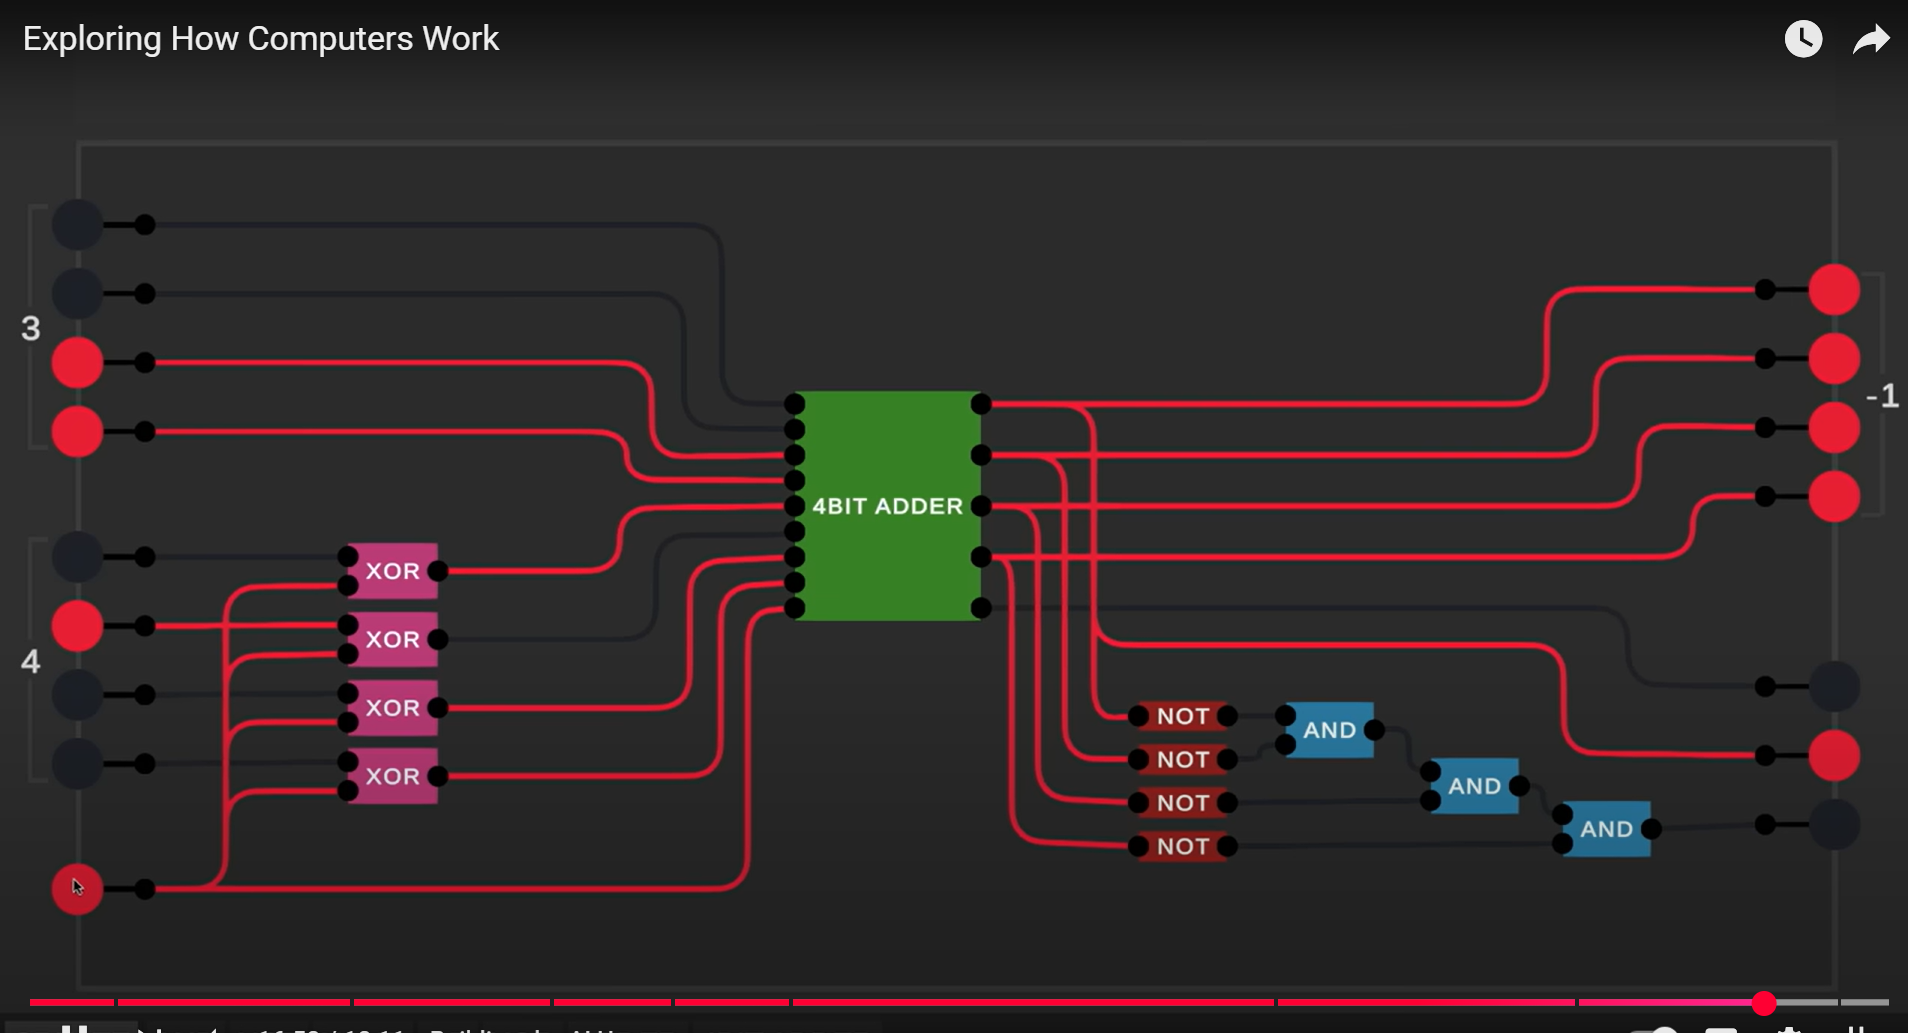 Exploring How Computers Work
3
4
XOR
XOR
XOR
XOR
4BIT ADDER
-1
NOT
NOT
NOT
NOT
AND
AND
AND